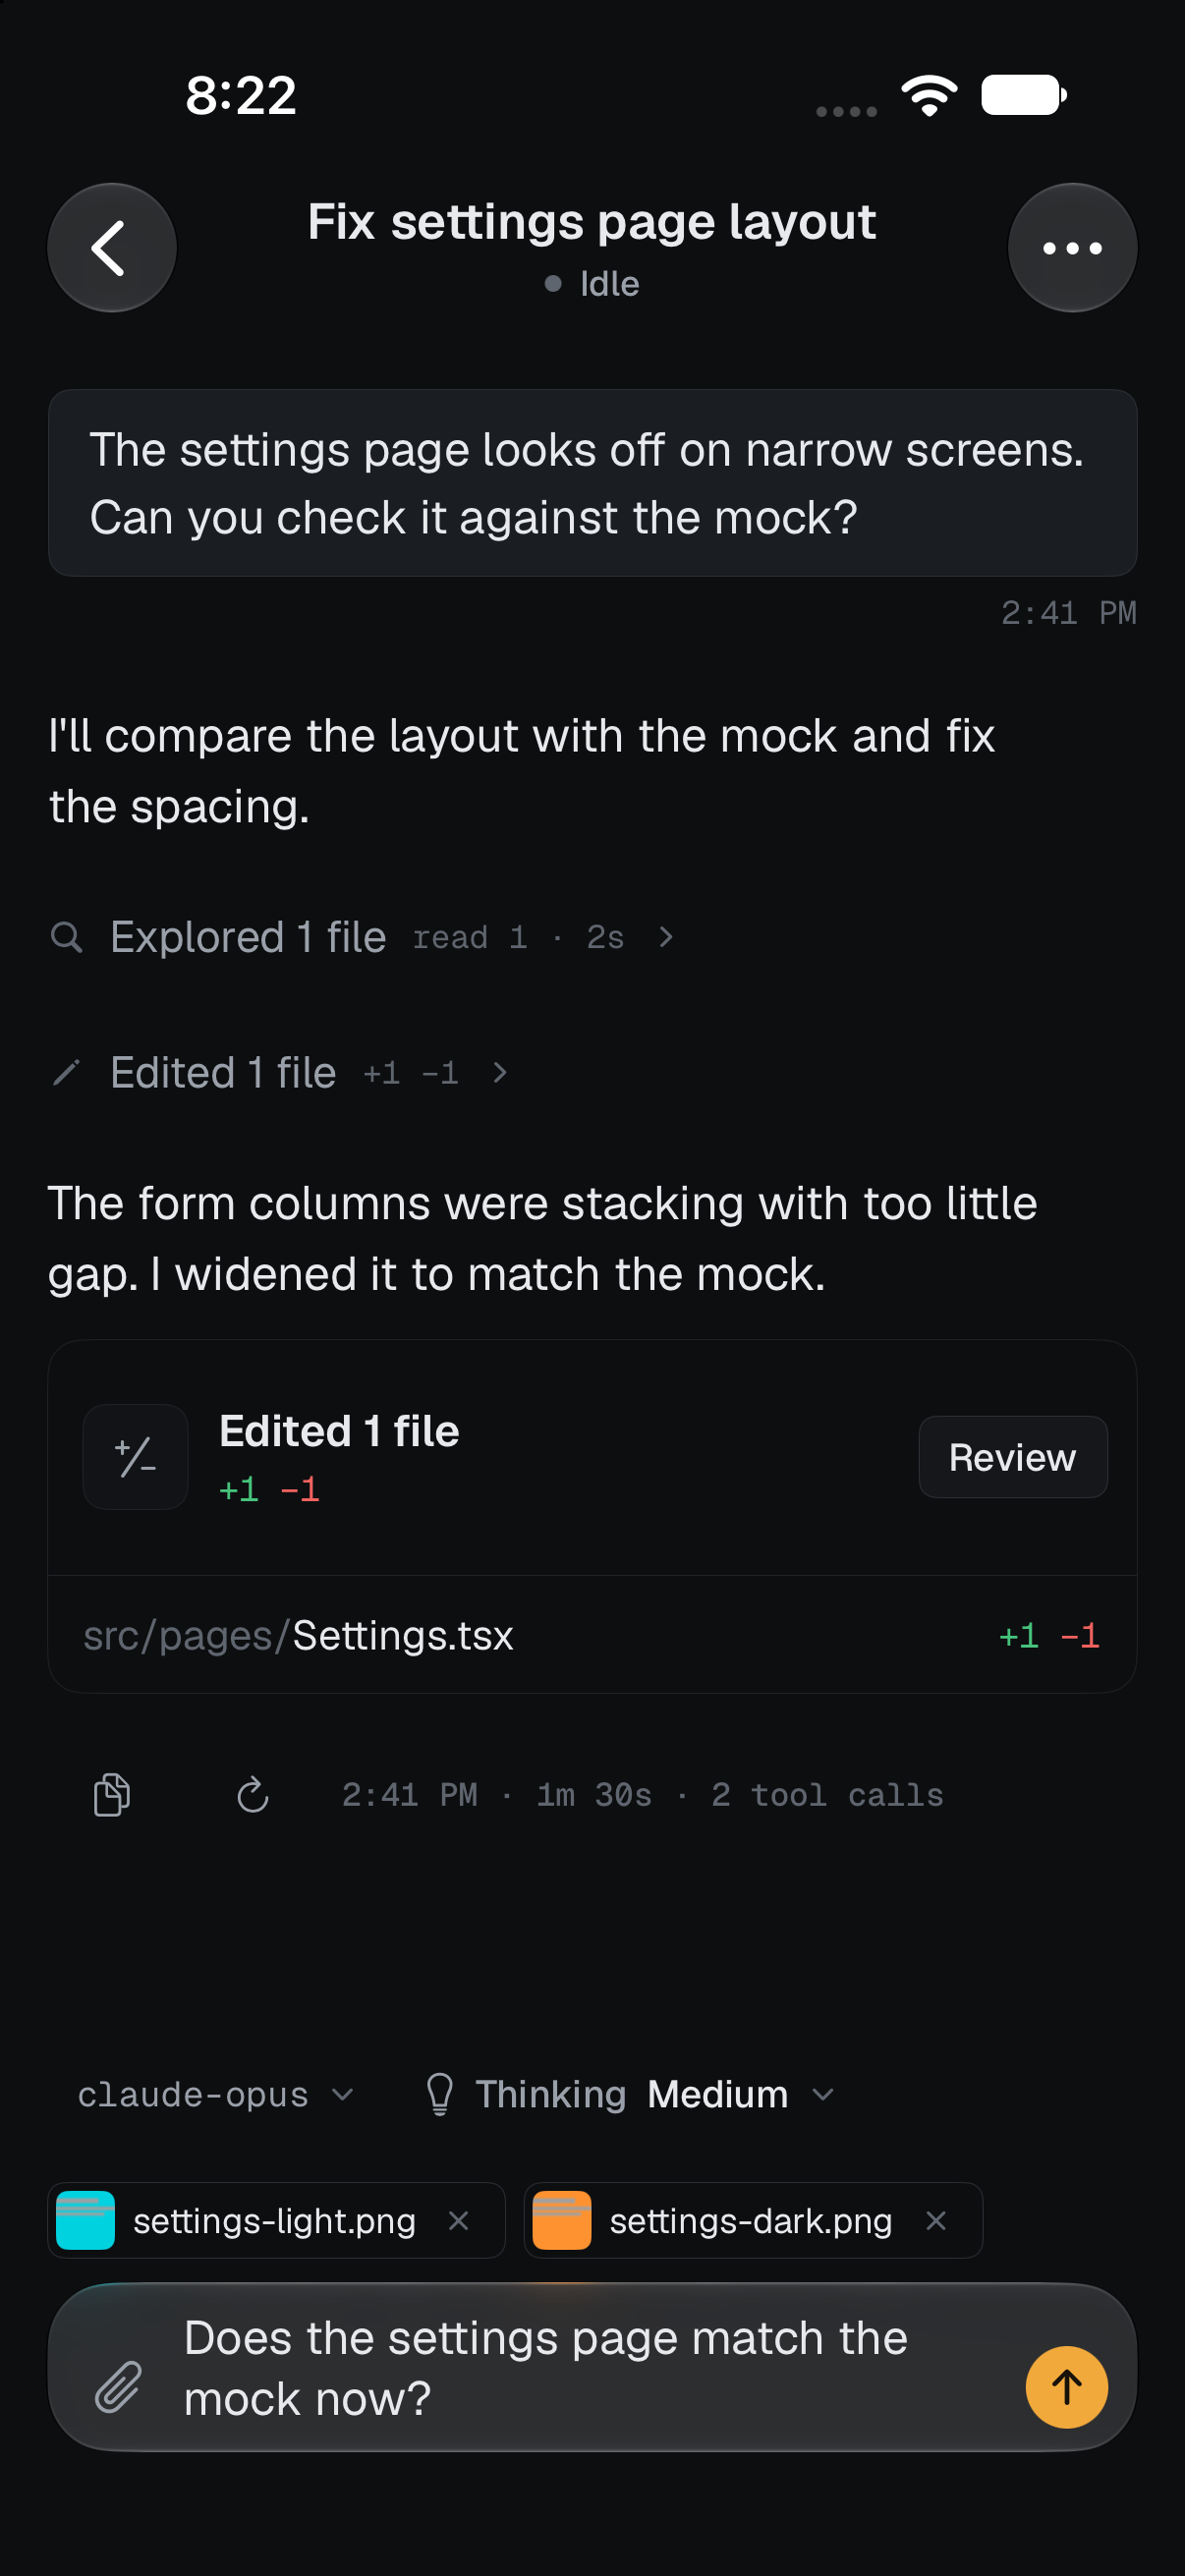 8:22
Fix settings page layout
Idle
The settings page looks off on narrow screens.
Can you check it against the mock?
2:41 PM
I'll compare the layout with the mock and fix
the spacing.
Explored 1 file read 1 · 2s
Edited 1 file +1 −1
The form columns were stacking with too little
gap. I widened it to match the mock.
Edited 1 file
+1 −1
Review
src/pages/Settings.tsx +1 −1
2:41 PM · 1m 30s · 2 tool calls
claude-opus Thinking Medium
settings-light.png settings-dark.png
Does the settings page match the
mock now?